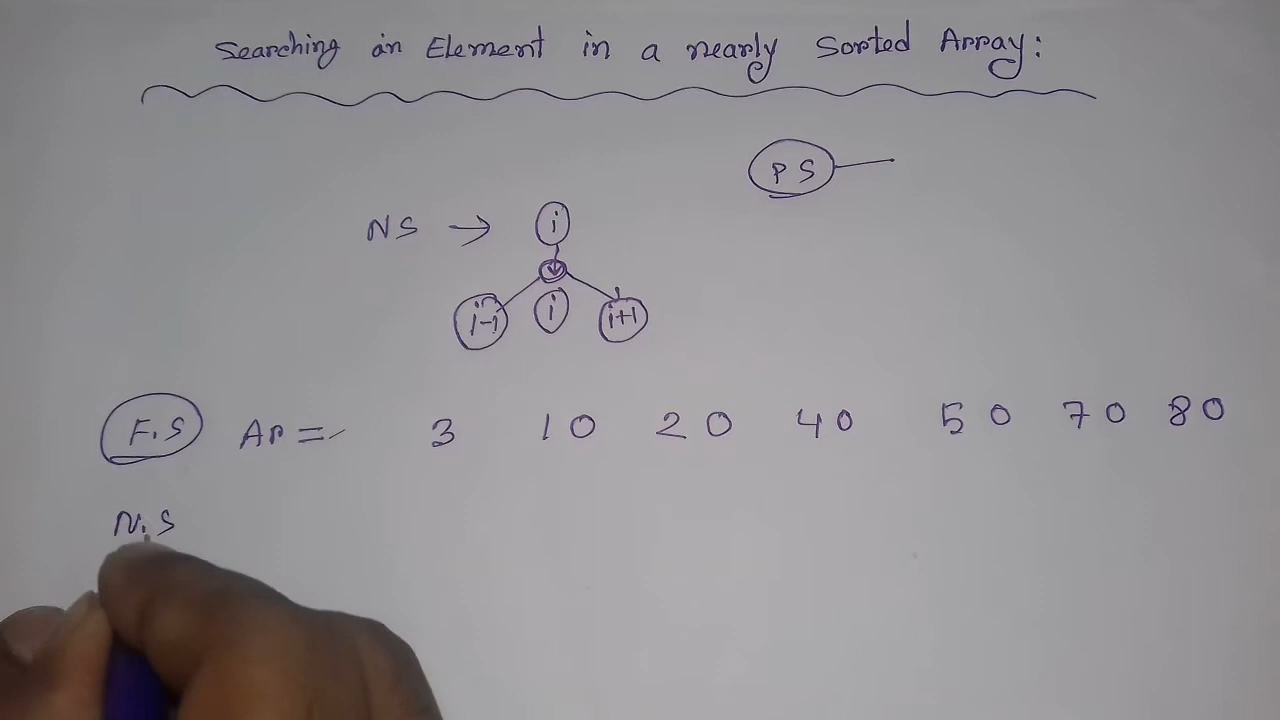 Searching an Element in a nearly Sorted Array:
PS
NS → i
i-1 i i+1
F.S Ar = 3 10 20 40 50 70 80
N.S